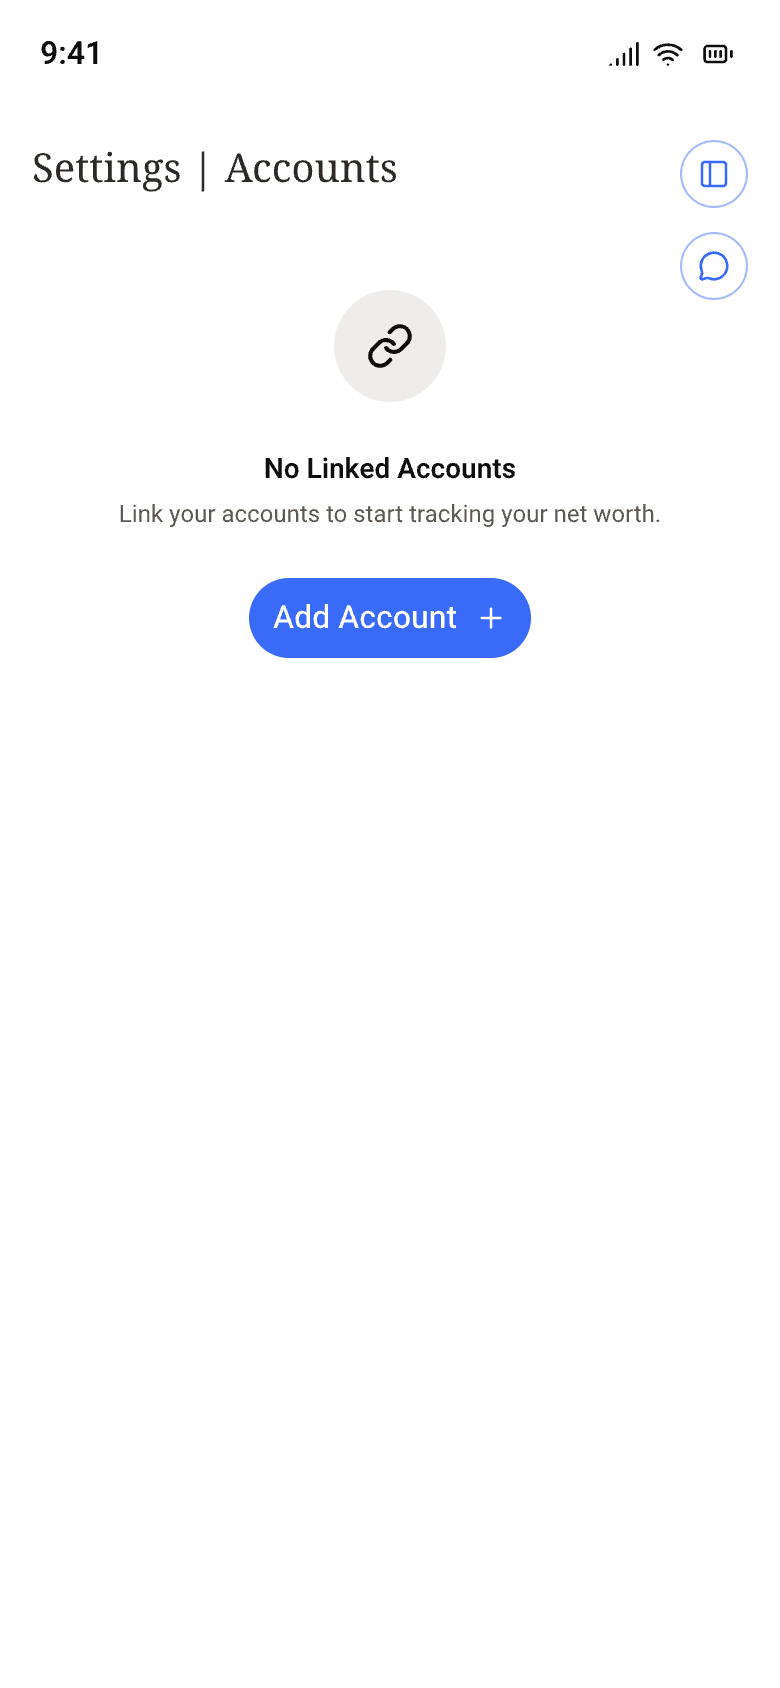 9:41
Settings | Accounts
No Linked Accounts
Link your accounts to start tracking your net worth.
Add Account